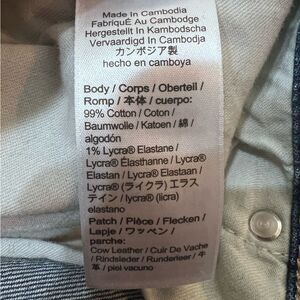 Made In Cambodia
FabriquÉ Au Cambodge
Hergestellt In Kambodscha
Vervaardigd In Cambodja
カンボジア製
hecho en camboya
Body / Corps / Oberteil /
Romp / 本体 / cuerpo:
99% Cotton / Coton /
Baumwolle / Katoen / 綿 /
algodón
1% Lycra® Elastane /
Lycra® Élasthanne / Lycra®
Elastan / Lycra® Elastaan /
Lycra® (ライクラ) エラス
テイン / lycra® (licra)
elastano
Patch / Pièce / Flecken /
Lapje / ワッペン /
parche:
Cow Leather / Cuir De Vache
/ Rindsleder / Runderleer / 牛
革 / piel vacuno